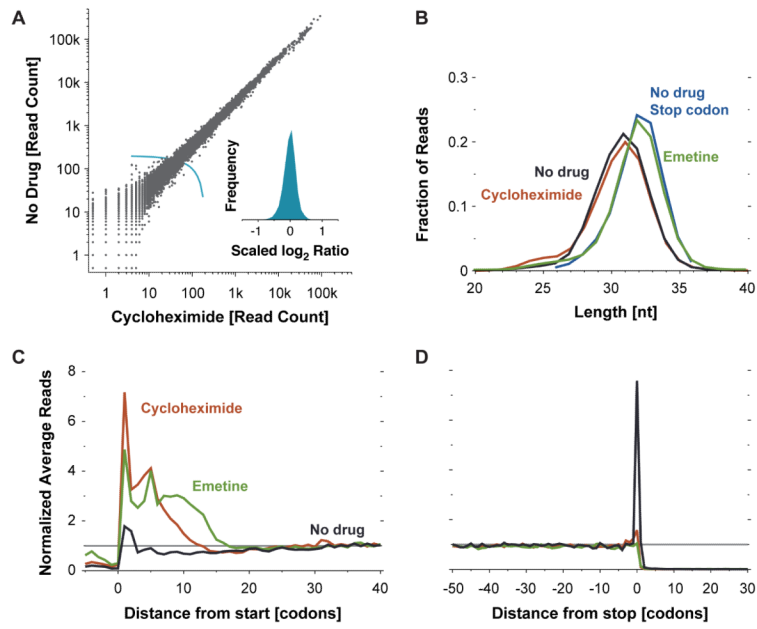 A
No Drug [Read Count]
100k
10k
1k
100
10
1
1
10
100
1k
10k
100k
Cycloheximide [Read Count]
Frequency
-1
0
1
Scaled log2 Ratio
B
Fraction of Reads
0.3
0.2
0.1
0
No drug
Stop codon
Emetine
No drug
Cycloheximide
20
25
30
35
40
Length [nt]
C
Normalized Average Reads
8
6
4
2
0
Cycloheximide
Emetine
No drug
0
10
20
30
40
Distance from start [codons]
D
-50
-40
-30
-20
-10
0
10
20
30
Distance from stop [codons]